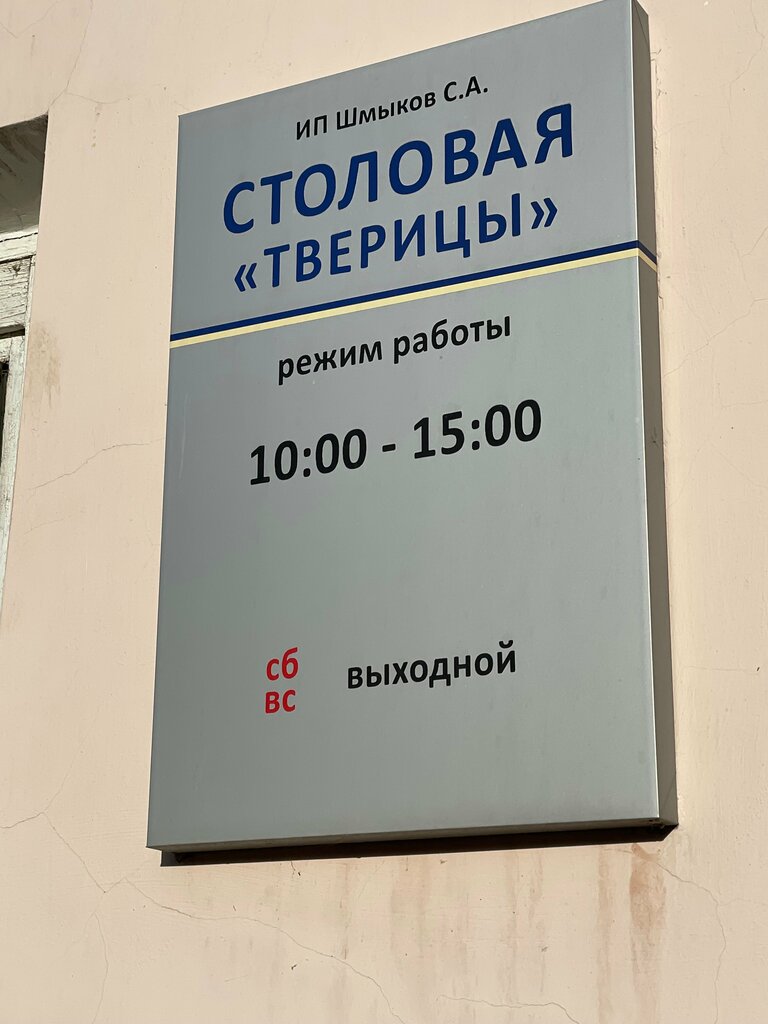 ИП Шмыков С.А.
СТОЛОВАЯ
«ТВЕРИЦЫ»
режим работы
10:00 - 15:00
сб
вс выходной